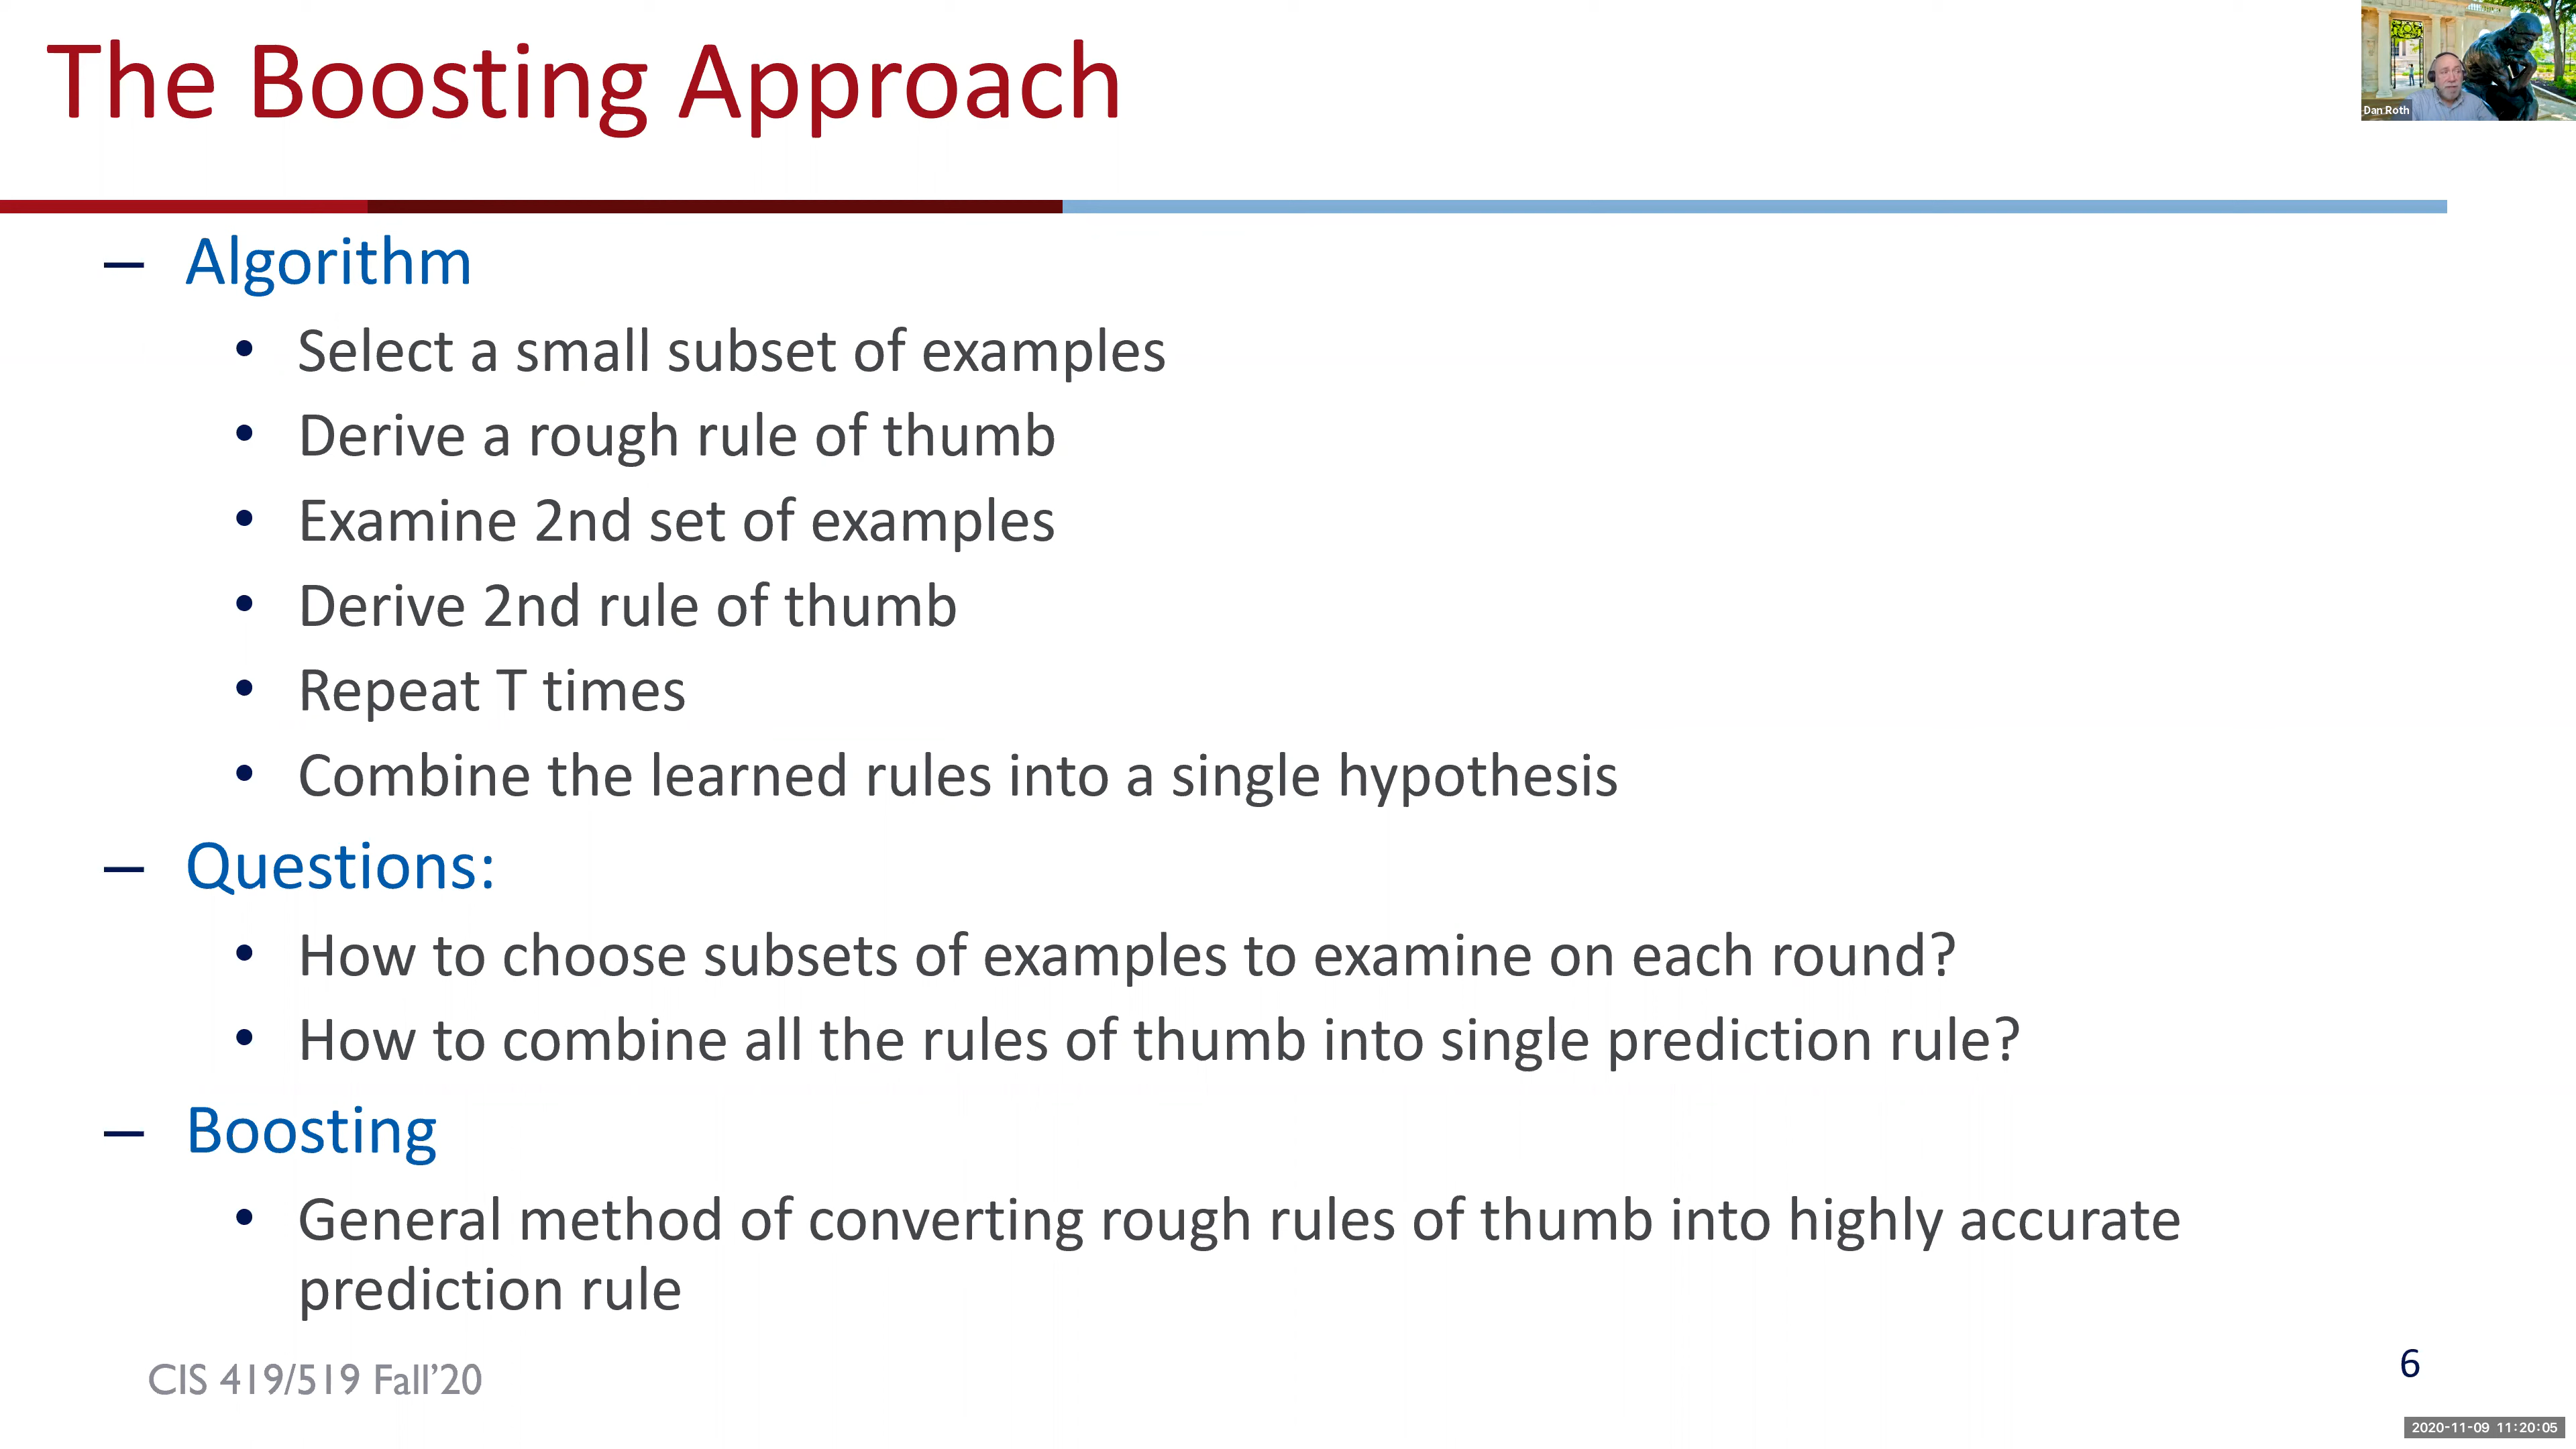 The Boosting Approach
Dan Roth
– Algorithm
• Select a small subset of examples
• Derive a rough rule of thumb
• Examine 2nd set of examples
• Derive 2nd rule of thumb
• Repeat T times
• Combine the learned rules into a single hypothesis
– Questions:
• How to choose subsets of examples to examine on each round?
• How to combine all the rules of thumb into single prediction rule?
– Boosting
• General method of converting rough rules of thumb into highly accurate
prediction rule
CIS 419/519 Fall’20
6
2020-11-09 11:20:05